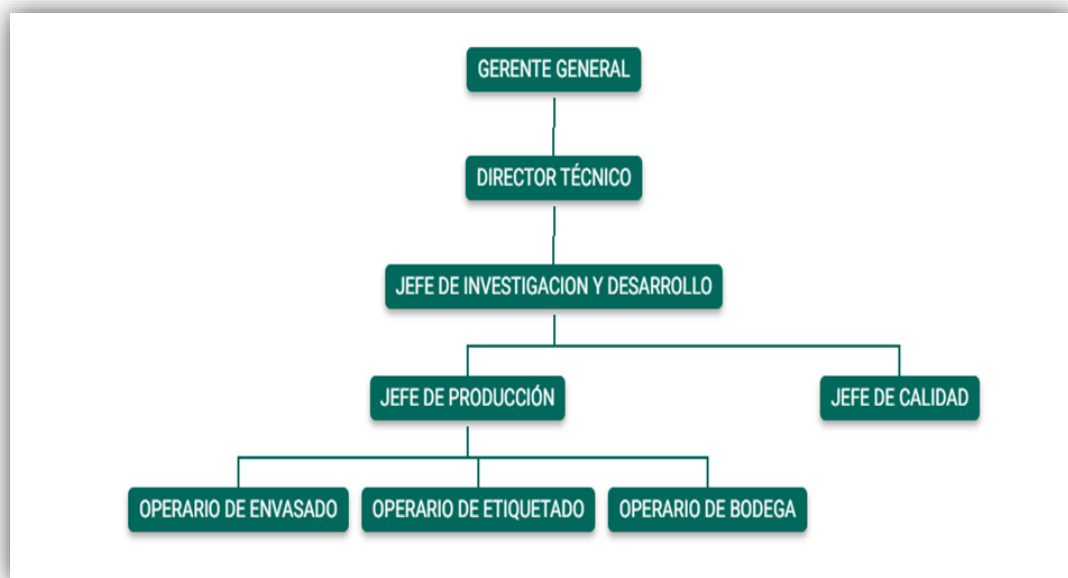 GERENTE GENERAL
DIRECTOR TÉCNICO
JEFE DE INVESTIGACION Y DESARROLLO
JEFE DE PRODUCCIÓN
JEFE DE CALIDAD
OPERARIO DE ENVASADO
OPERARIO DE ETIQUETADO
OPERARIO DE BODEGA